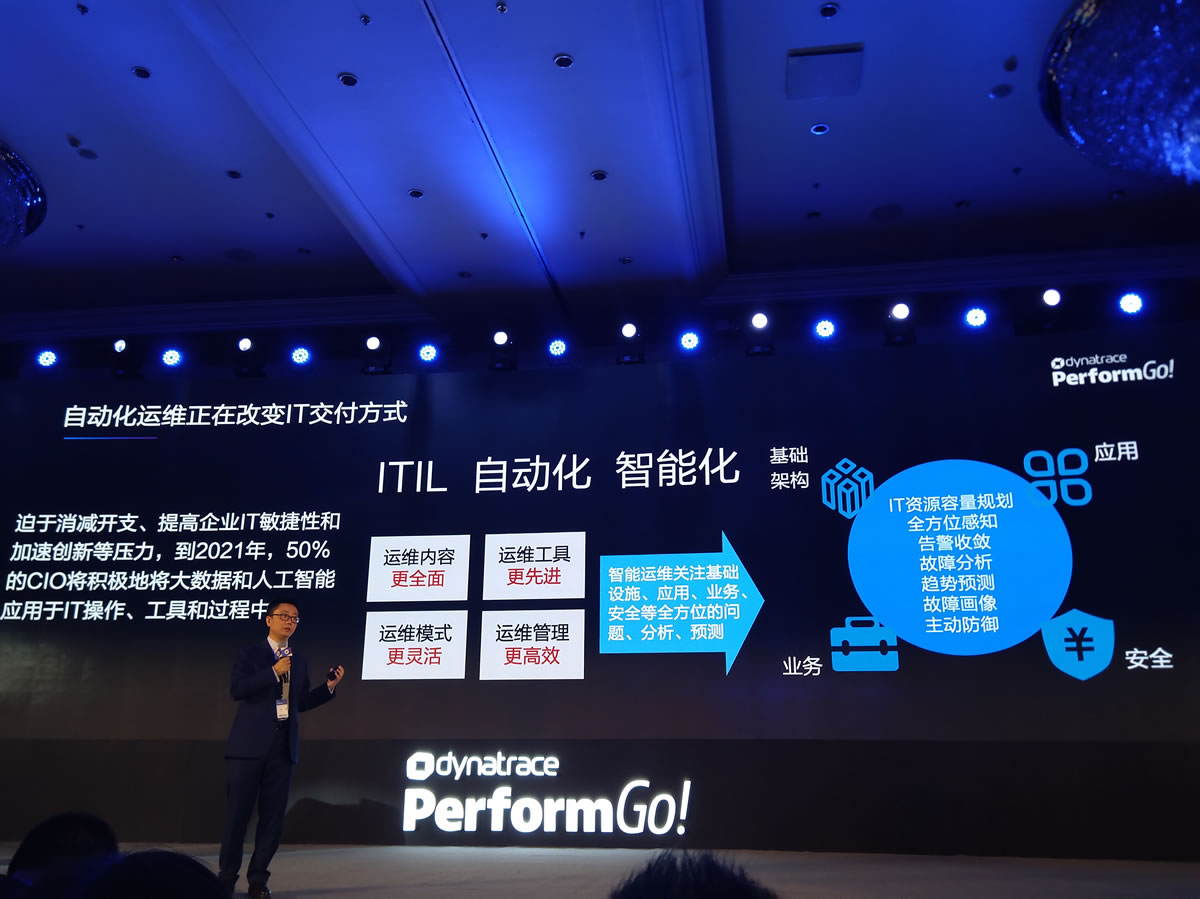 dynatrace
PerformGo!
自动化运维正在改变IT交付方式
迫于消减开支、提高企业IT敏捷性和
加速创新等压力，到2021年，50%
的CIO将积极地将大数据和人工智能
应用于IT操作、工具和过程中
ITIL 自动化 智能化
运维内容
更全面
运维工具
更先进
运维模式
更灵活
运维管理
更高效
智能运维关注基础
设施、应用、业务、
安全等全方位的问
题、分析、预测
基础
架构
应用
IT资源容量规划
全方位感知
告警收敛
故障分析
趋势预测
故障画像
主动防御
业务
¥
安全
dynatrace
PerformGo!